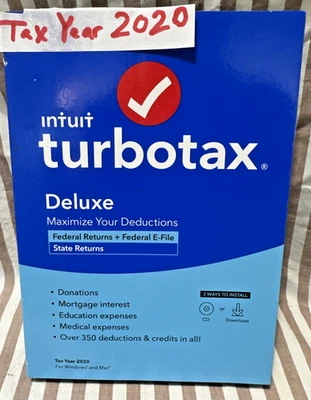 Tax Year 2020
intuit
turbotax®
Deluxe
Maximize Your Deductions
Federal Returns + Federal E-File
State Returns
• Donations
• Mortgage interest
• Education expenses
• Medical expenses
• Over 350 deductions & credits in all!
2 WAYS TO INSTALL
or
CD Download
Tax Year 2020
For Windows® and Mac®